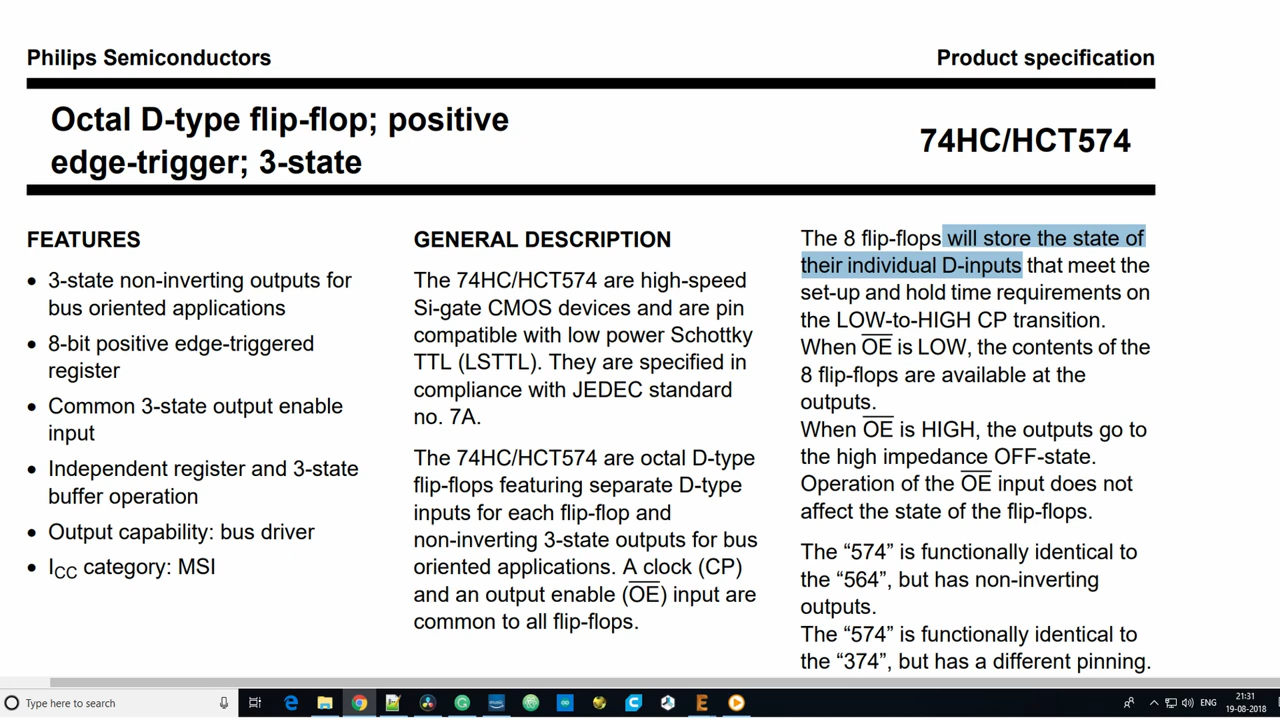 Philips Semiconductors
Product specification
Octal D-type flip-flop; positive
edge-trigger; 3-state
74HC/HCT574
FEATURES
• 3-state non-inverting outputs for
bus oriented applications
• 8-bit positive edge-triggered
register
• Common 3-state output enable
input
• Independent register and 3-state
buffer operation
• Output capability: bus driver
• ICC category: MSI
GENERAL DESCRIPTION
The 74HC/HCT574 are high-speed
Si-gate CMOS devices and are pin
compatible with low power Schottky
TTL (LSTTL). They are specified in
compliance with JEDEC standard
no. 7A.
The 74HC/HCT574 are octal D-type
flip-flops featuring separate D-type
inputs for each flip-flop and
non-inverting 3-state outputs for bus
oriented applications. A clock (CP)
and an output enable (O̅E̅) input are
common to all flip-flops.
The 8 flip-flops will store the state of
their individual D-inputs that meet the
set-up and hold time requirements on
the LOW-to-HIGH CP transition.
When O̅E̅ is LOW, the contents of the
8 flip-flops are available at the
outputs.
When O̅E̅ is HIGH, the outputs go to
the high impedance OFF-state.
Operation of the O̅E̅ input does not
affect the state of the flip-flops.
The “574” is functionally identical to
the “564”, but has non-inverting
outputs.
The “574” is functionally identical to
the “374”, but has a different pinning.
Type here to search
ENG
21:31
19-08-2018